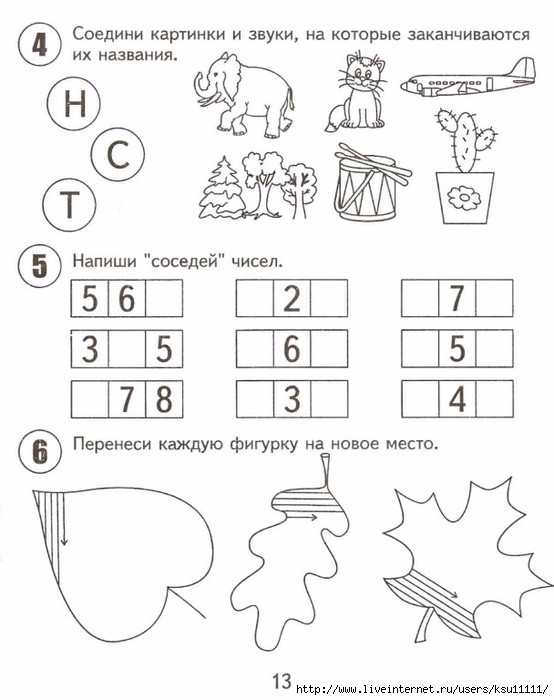 4 Соедини картинки и звуки, на которые заканчиваются
их названия.
Н
С
Т
5 Напиши "соседей" чисел.
5 6 2 7
3 5 6 5
7 8 3 4
6 Перенеси каждую фигурку на новое место.
13
http://www.liveinternet.ru/users/ksu11111/